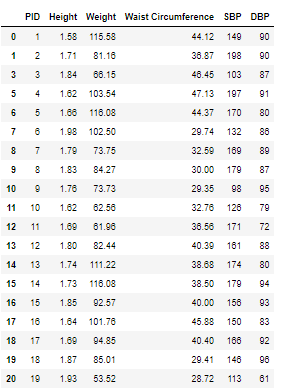 PID Height Weight Waist Circumference SBP DBP
0 1 1.58 115.58 44.12 149 90
1 2 1.71 81.16 36.87 198 90
3 3 1.84 66.15 46.45 103 87
5 4 1.62 103.54 47.13 197 91
6 5 1.66 116.08 44.37 170 80
7 6 1.98 102.50 29.74 132 86
8 7 1.79 73.75 32.59 169 89
9 8 1.83 84.27 30.00 179 87
10 9 1.76 73.73 29.35 98 95
11 10 1.62 62.56 32.76 126 79
12 11 1.69 61.96 36.56 171 72
13 12 1.80 82.44 40.39 161 88
14 13 1.74 111.22 38.68 174 80
15 14 1.73 116.08 38.50 179 94
16 15 1.85 92.57 40.00 156 93
17 16 1.64 101.76 45.88 150 83
18 17 1.69 94.85 40.40 166 92
19 18 1.87 85.01 29.41 146 96
20 19 1.93 53.52 28.72 113 61